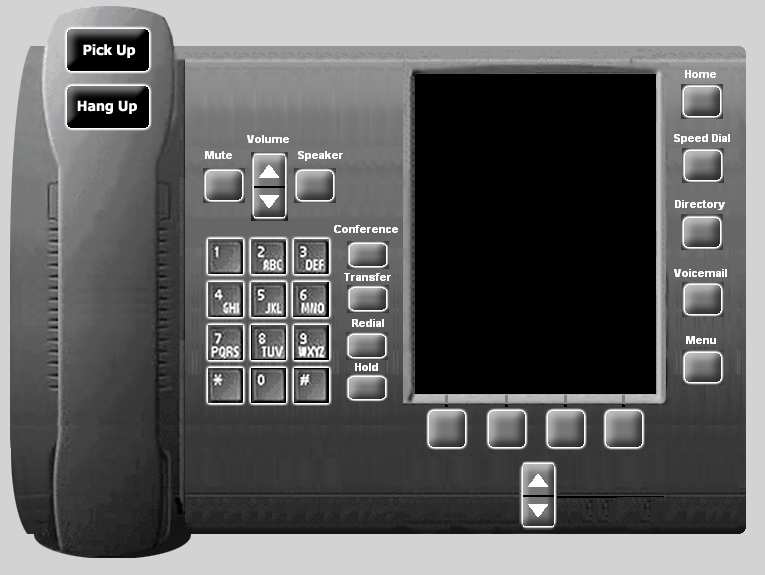 Pick Up
Hang Up
Volume
Mute
Speaker
Conference
Transfer
Redial
Hold
1
2 ABC
3 DEF
4 GHI
5 JKL
6 MNO
7 PQRS
8 TUV
9 WXYZ
*
0
#
Home
Speed Dial
Directory
Voicemail
Menu